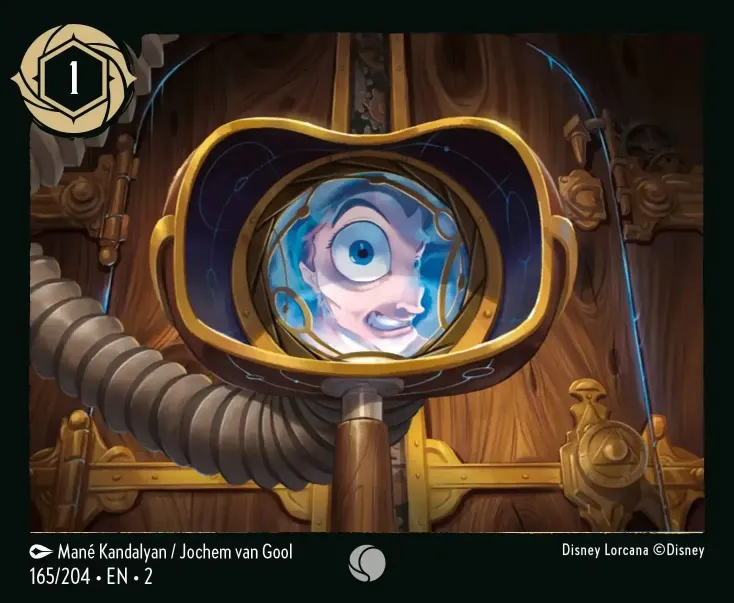 1
Mané Kandalyan / Jochem van Gool
Disney Lorcana ©Disney
165/204 • EN • 2